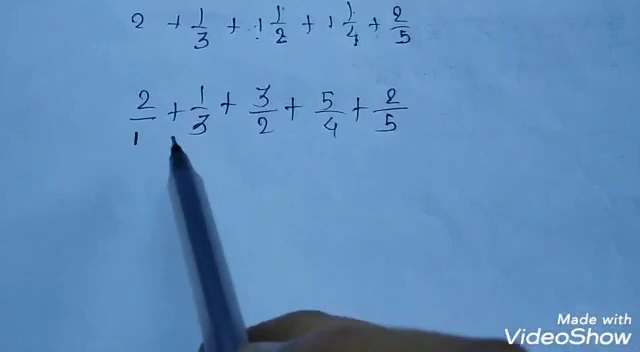 2 + 1/3 + 1 1/2 + 1 1/4 + 2/5
2/1 + 1/3 + 3/2 + 5/4 + 2/5
Made with
VideoShow